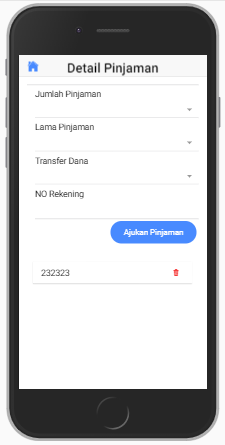 Detail Pinjaman
Jumlah Pinjaman
Lama Pinjaman
Transfer Dana
NO Rekening
Ajukan Pinjaman
232323